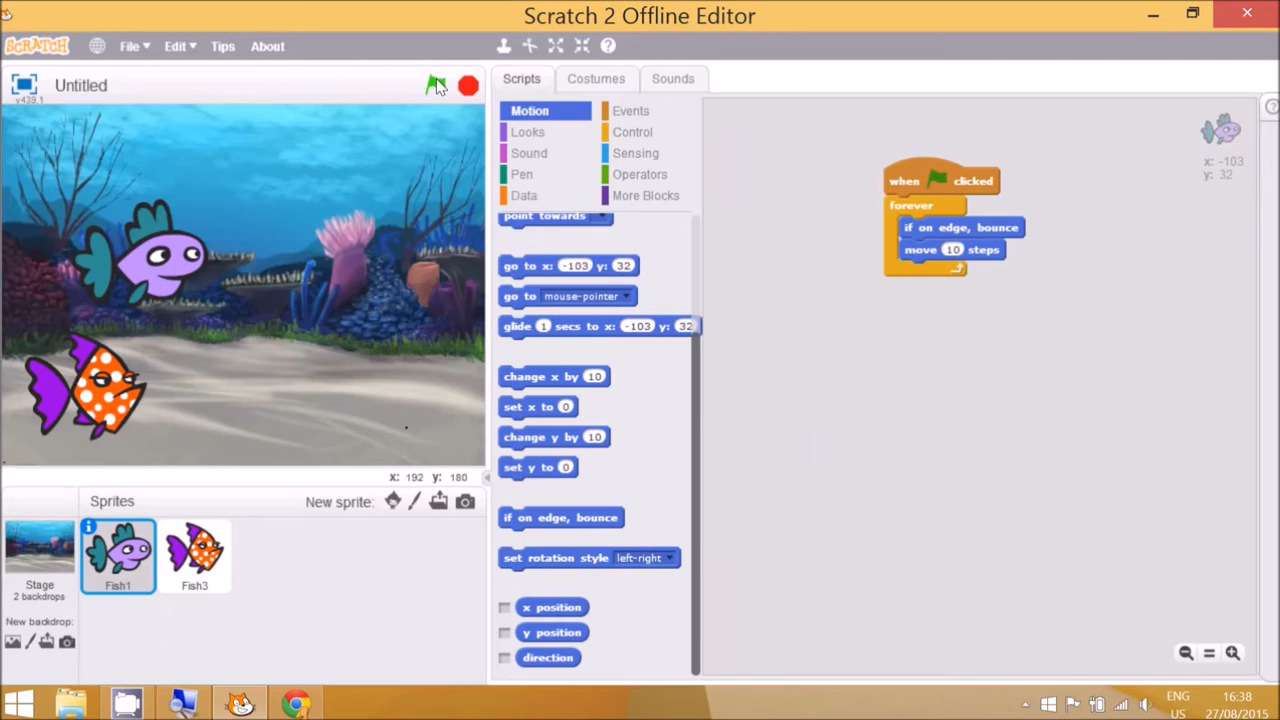 Scratch 2 Offline Editor
SCRATCH File Edit Tips About
v439.1
Untitled
Scripts Costumes Sounds
Motion Events
Looks Control
Sound Sensing
Pen Operators
Data More Blocks
point towards
go to x: -103 y: 32
go to mouse-pointer
glide 1 secs to x: -103 y: 32
change x by 10
set x to 0
change y by 10
set y to 0
if on edge, bounce
set rotation style left-right
x position
y position
direction
when clicked
forever
if on edge, bounce
move 10 steps
x: -103
y: 32
x: 192 y: 180
Sprites New sprite:
Stage
2 backdrops
New backdrop:
Fish1
Fish3
ENG
US
16:38
27/08/2015